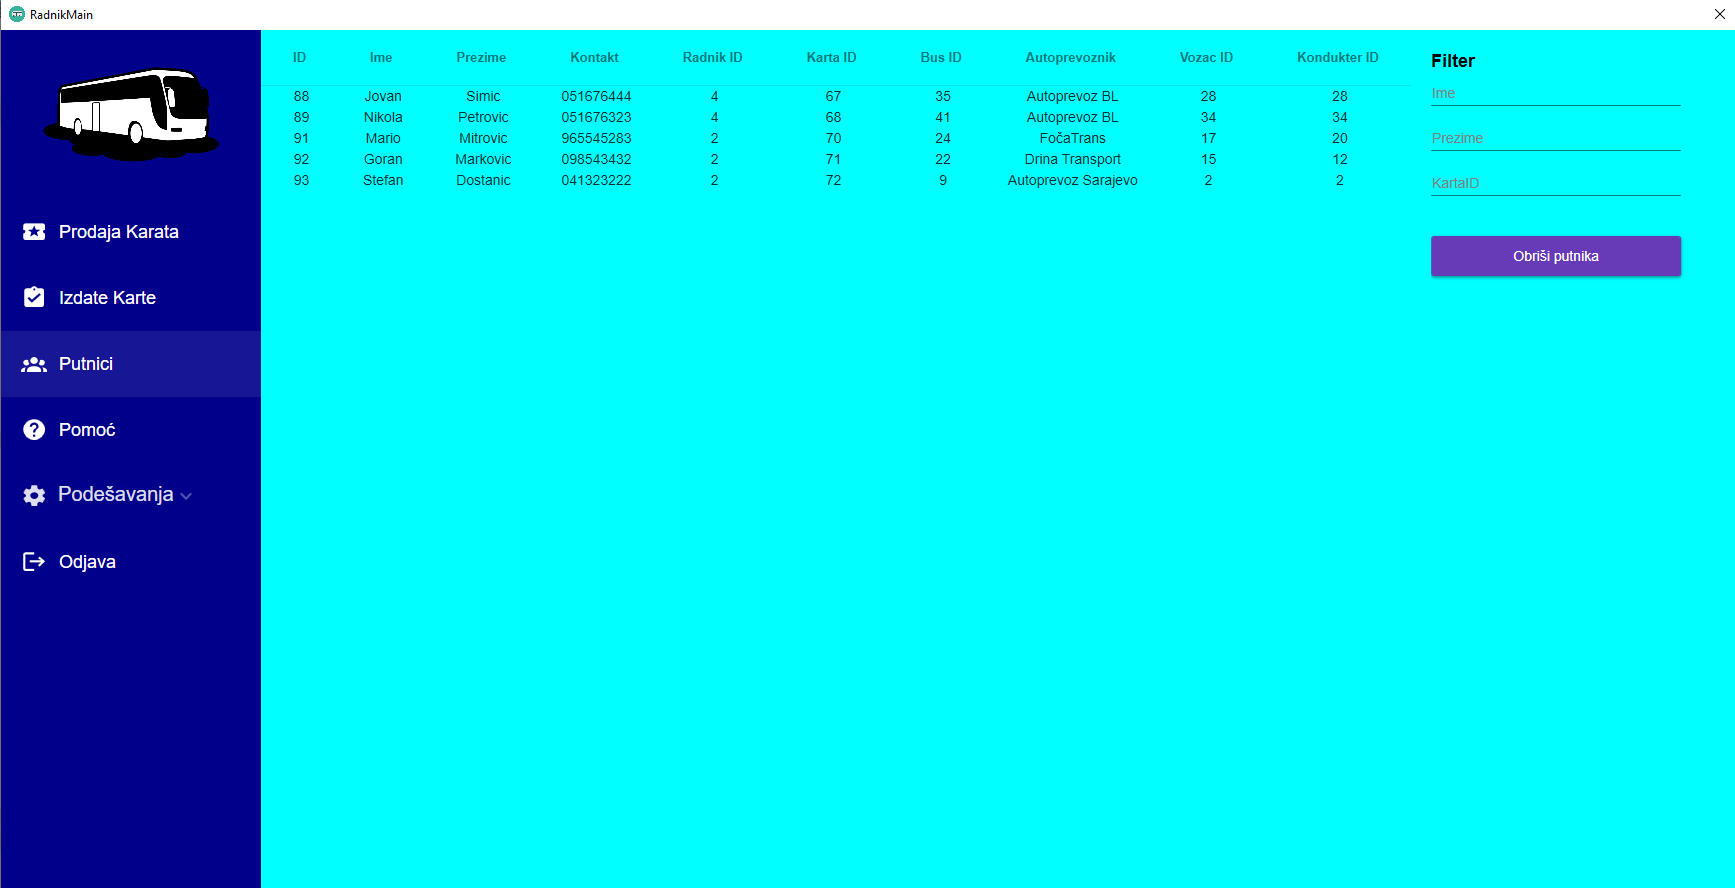 RadnikMain
Prodaja Karata
Izdate Karte
Putnici
Pomoć
Podešavanja
Odjava
ID Ime Prezime Kontakt Radnik ID Karta ID Bus ID Autoprevoznik Vozac ID Kondukter ID
88 Jovan Simic 051676444 4 67 35 Autoprevoz BL 28 28
89 Nikola Petrovic 051676323 4 68 41 Autoprevoz BL 34 34
91 Mario Mitrovic 965545283 2 70 24 FočaTrans 17 20
92 Goran Markovic 098543432 2 71 22 Drina Transport 15 12
93 Stefan Dostanic 041323222 2 72 9 Autoprevoz Sarajevo 2 2
Filter
Ime
Prezime
KartaID
Obriši putnika